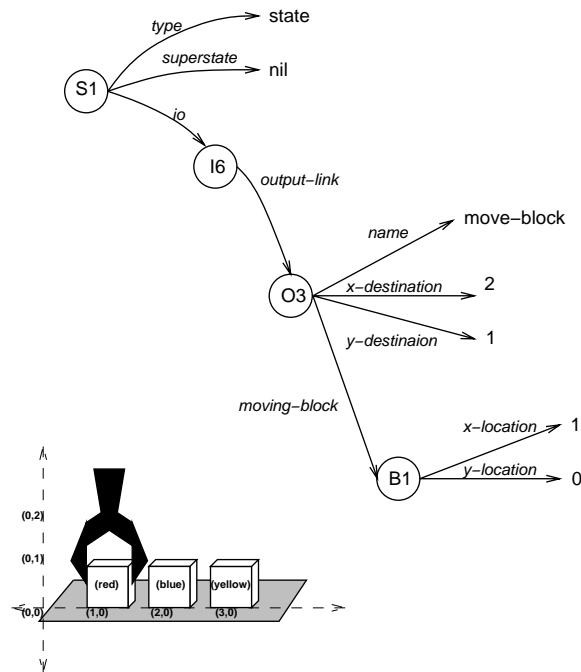 type
state
superstate
nil
S1
io
I6
output-link
name
move-block
O3
x-destination
2
y-destinaion
1
moving-block
x-location
1
B1
y-location
0
(0,2)
(0,1)
(red)
(blue)
(yellow)
(0,0)
(1,0)
(2,0)
(3,0)